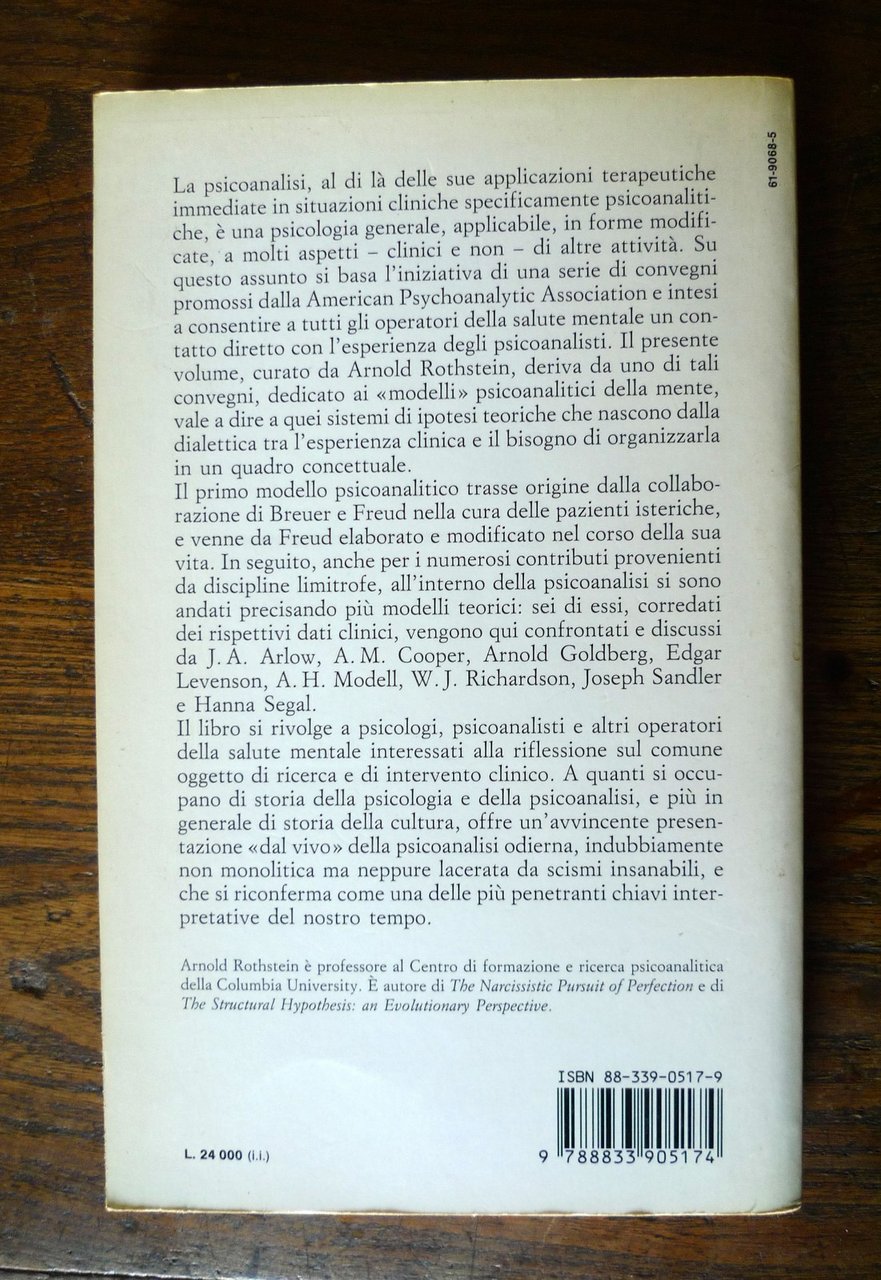 61-9068-5
La psicoanalisi, al di là delle sue applicazioni terapeutiche
immediate in situazioni cliniche specificamente psicoanaliti-
che, è una psicologia generale, applicabile, in forme modifi-
cate, a molti aspetti – clinici e non – di altre attività. Su
questo assunto si basa l'iniziativa di una serie di convegni
promossi dalla American Psychoanalytic Association e intesi
a consentire a tutti gli operatori della salute mentale un con-
tatto diretto con l'esperienza degli psicoanalisti. Il presente
volume, curato da Arnold Rothstein, deriva da uno di tali
convegni, dedicato ai «modelli» psicoanalitici della mente,
vale a dire a quei sistemi di ipotesi teoriche che nascono dalla
dialettica tra l'esperienza clinica e il bisogno di organizzarla
in un quadro concettuale.
Il primo modello psicoanalitico trasse origine dalla collabo-
razione di Breuer e Freud nella cura delle pazienti isteriche,
e venne da Freud elaborato e modificato nel corso della sua
vita. In seguito, anche per i numerosi contributi provenienti
da discipline limitrofe, all'interno della psicoanalisi si sono
andati precisando più modelli teorici: sei di essi, corredati
dei rispettivi dati clinici, vengono qui confrontati e discussi
da J. A. Arlow, A. M. Cooper, Arnold Goldberg, Edgar
Levenson, A. H. Modell, W. J. Richardson, Joseph Sandler
e Hanna Segal.
Il libro si rivolge a psicologi, psicoanalisti e altri operatori
della salute mentale interessati alla riflessione sul comune
oggetto di ricerca e di intervento clinico. A quanti si occu-
pano di storia della psicologia e della psicoanalisi, e più in
generale di storia della cultura, offre un'avvincente presen-
tazione «dal vivo» della psicoanalisi odierna, indubbiamente
non monolitica ma neppure lacerata da scismi insanabili, e
che si riconferma come una delle più penetranti chiavi inter-
pretative del nostro tempo.
Arnold Rothstein è professore al Centro di formazione e ricerca psicoanalitica
della Columbia University. È autore di The Narcissistic Pursuit of Perfection e di
The Structural Hypothesis: an Evolutionary Perspective.
ISBN 88-339-0517-9
L. 24 000 (i.i.)
9 788833 905174